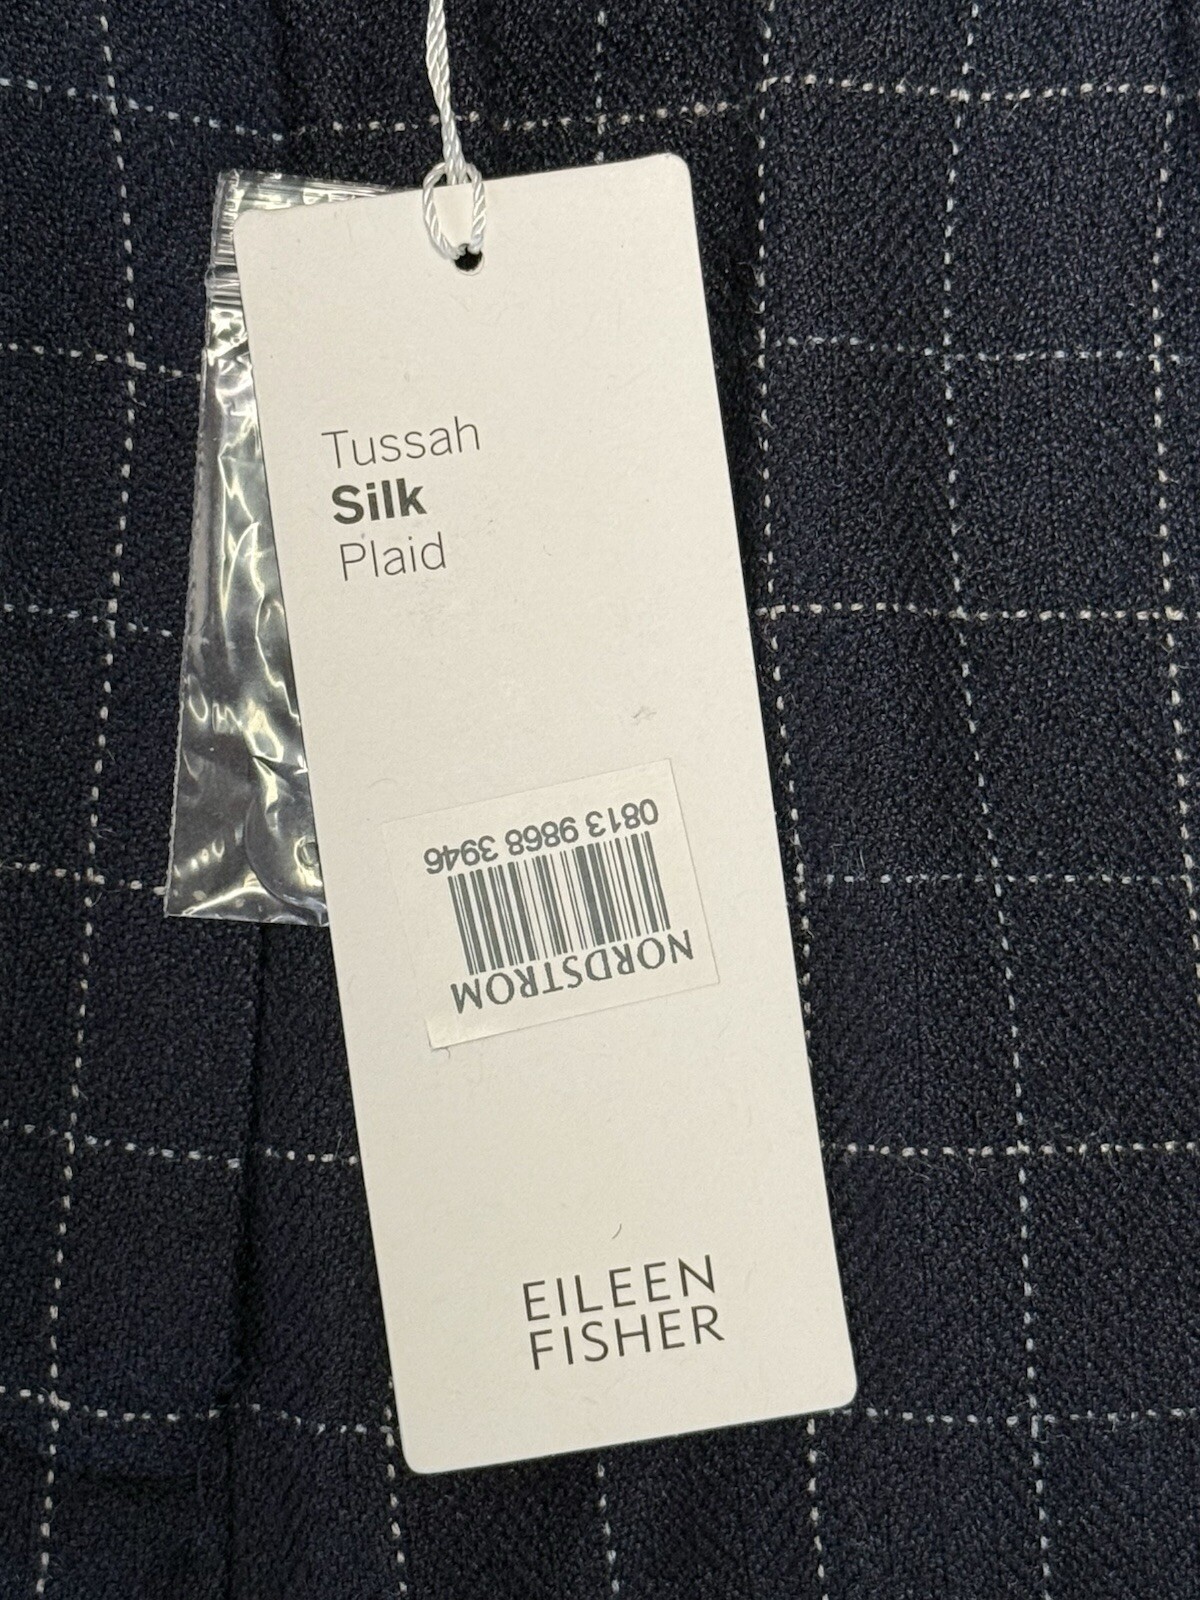 Tussah
Silk
Plaid
NORDSTROM
0813 9868 3946
EILEEN
FISHER